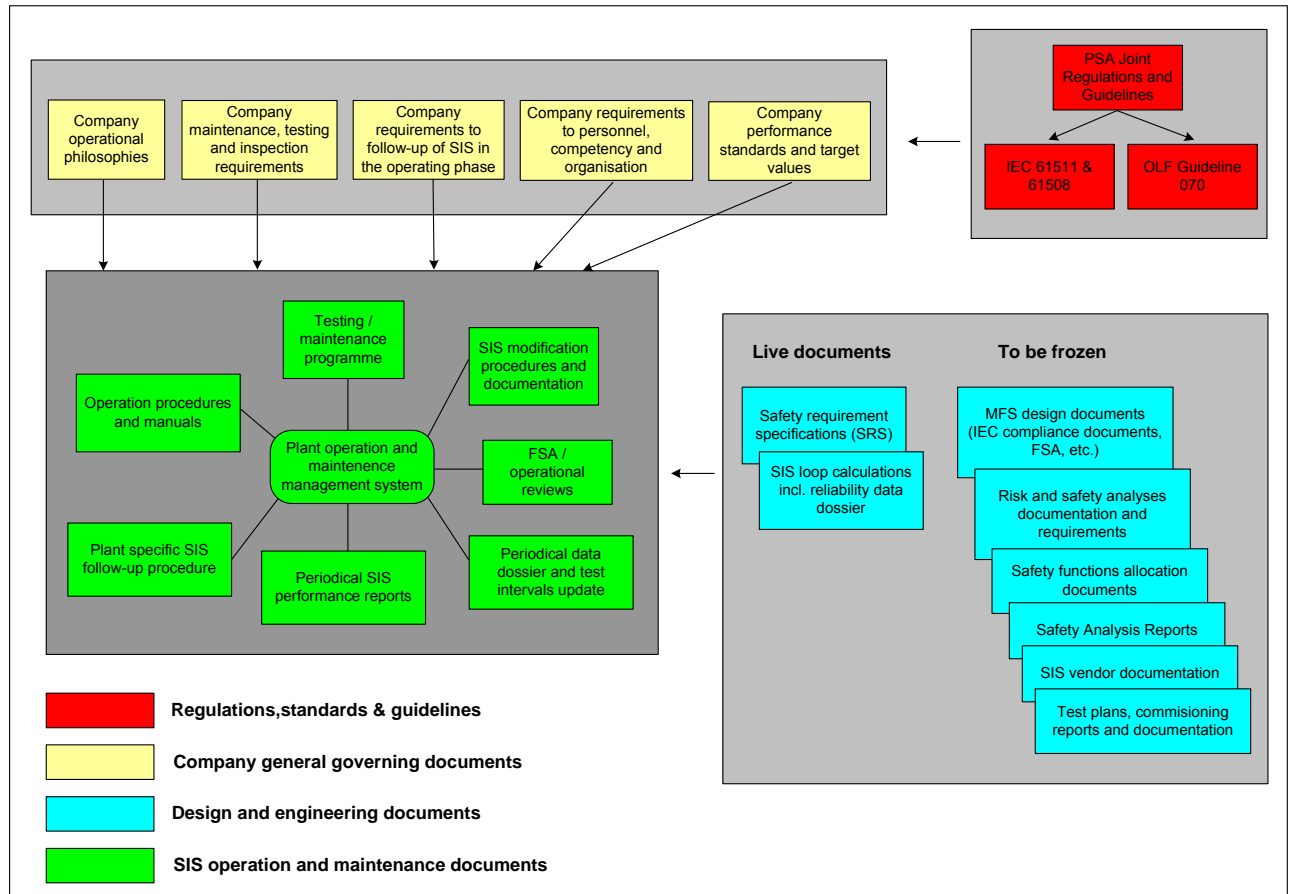 PSA Joint
Regulations and
Guidelines
IEC 61511 &
61508
OLF Guideline
070
Company
operational
philosophies
Company
maintenance, testing
and inspection
requirements
Company
requirements to
follow-up of SIS in
the operating phase
Company requirements
to personnel,
competency and
organisation
Company
performance
standards and target
values
Testing /
maintenance
programme
SIS modification
procedures and
documentation
Operation procedures
and manuals
Plant operation and
maintenence
management system
FSA /
operational
reviews
Plant specific SIS
follow-up procedure
Periodical SIS
performance reports
Periodical data
dossier and test
intervals update
Live documents
Safety requirement
specifications (SRS)
SIS loop calculations
incl. reliability data
dossier
To be frozen
MFS design documents
(IEC compliance documents,
FSA, etc.)
Risk and safety analyses
documentation and
requirements
Safety functions allocation
documents
Safety Analysis Reports
SIS vendor documentation
Test plans, commisioning
reports and documentation
Regulations,standards & guidelines
Company general governing documents
Design and engineering documents
SIS operation and maintenance documents